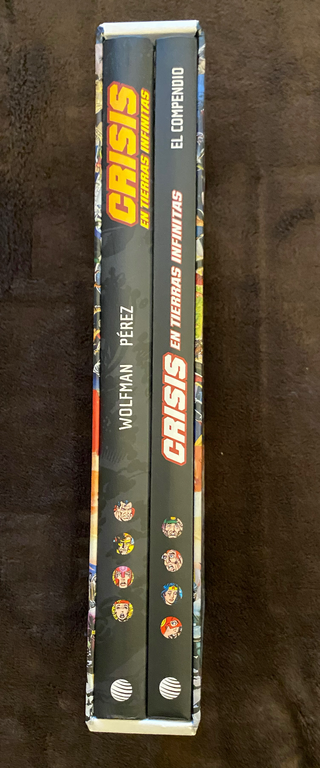 CRISIS
EN TIERRAS INFINITAS
WOLFMAN PÉREZ
CRISIS EN TIERRAS INFINITAS
EL COMPENDIO